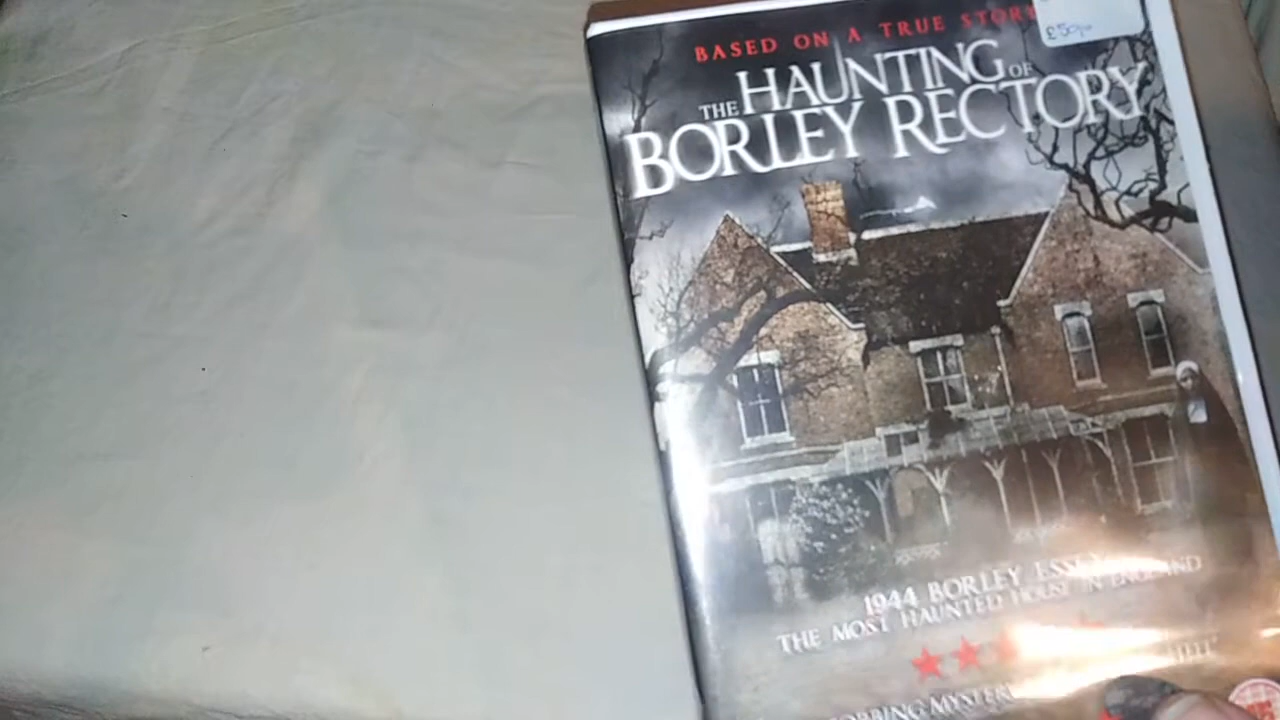 £50p
BASED ON A TRUE STORY
THE HAUNTING OF
BORLEY RECTORY
1944 BORLEY ESSEX
THE MOST HAUNTED HOUSE IN ENGLAND